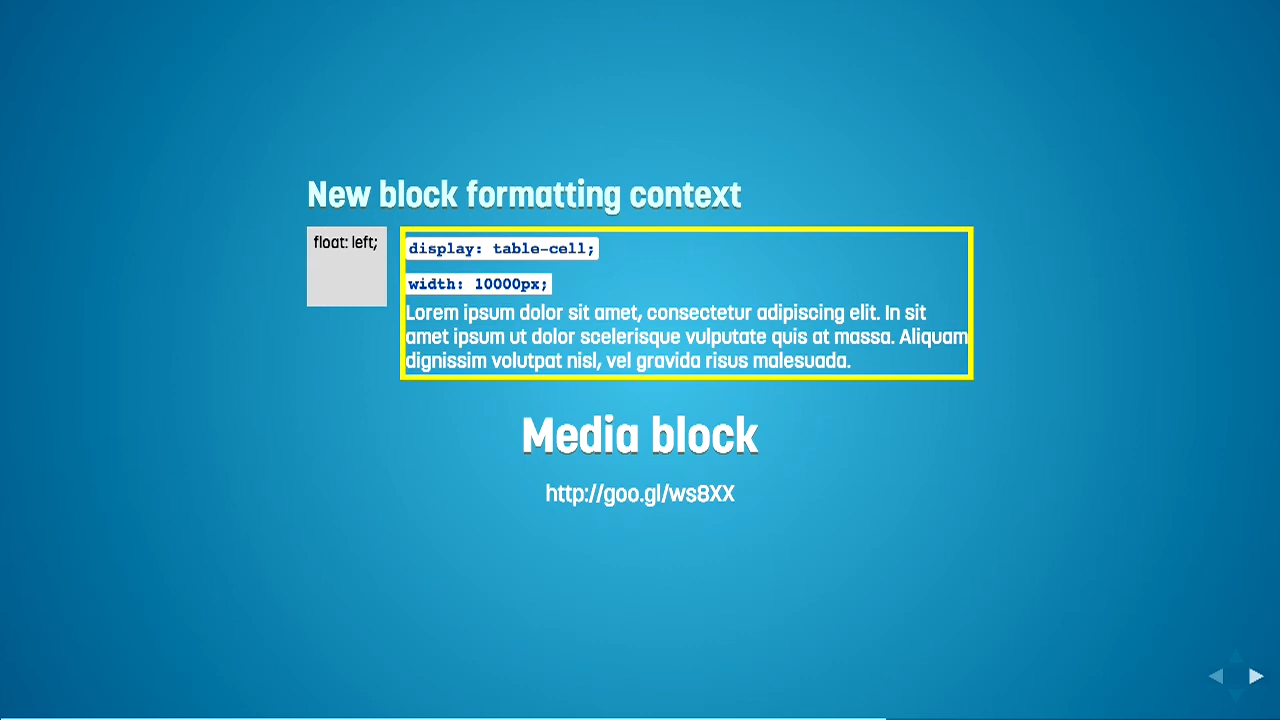 New block formatting context
float: left;
display: table-cell;
width: 10000px;
Lorem ipsum dolor sit amet, consectetur adipiscing elit. In sit
amet ipsum ut dolor scelerisque vulputate quis at massa. Aliquam
dignissim volutpat nisl, vel gravida risus malesuada.
Media block
http://goo.gl/ws8XX